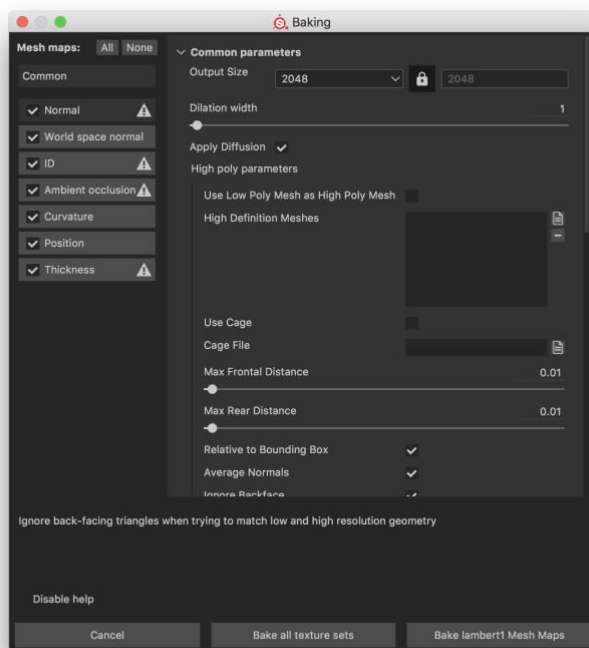 Baking
Mesh maps: All None
Common
Normal
World space normal
ID
Ambient occlusion
Curvature
Position
Thickness
Common parameters
Output Size 2048 2048
Dilation width 1
Apply Diffusion
High poly parameters
Use Low Poly Mesh as High Poly Mesh
High Definition Meshes
Use Cage
Cage File
Max Frontal Distance 0.01
Max Rear Distance 0.01
Relative to Bounding Box
Average Normals
Ignore Backface
Ignore back-facing triangles when trying to match low and high resolution geometry
Disable help
Cancel Bake all texture sets Bake lambert1 Mesh Maps